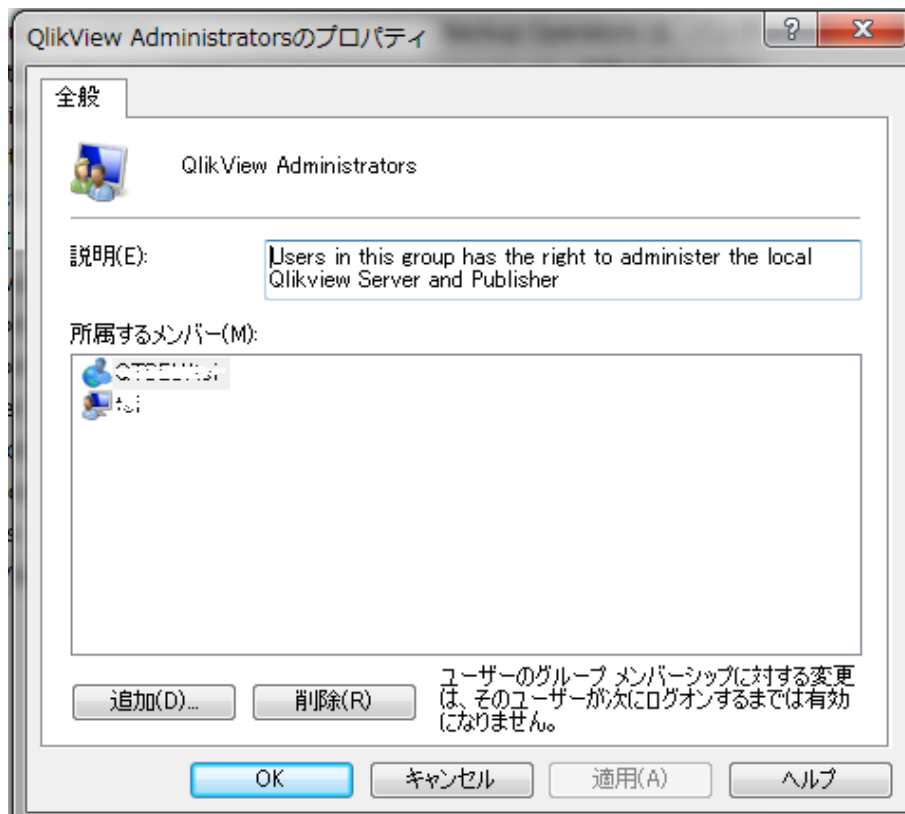 QlikView Administratorsのプロパティ
全般
QlikView Administrators
説明(E):
Users in this group has the right to administer the local
Qlikview Server and Publisher
所属するメンバー(M):
追加(D)...
削除(R)
ユーザーのグループ メンバーシップに対する変更
は、そのユーザーが次にログオンするまでは有効
になりません。
OK
キャンセル
適用(A)
ヘルプ